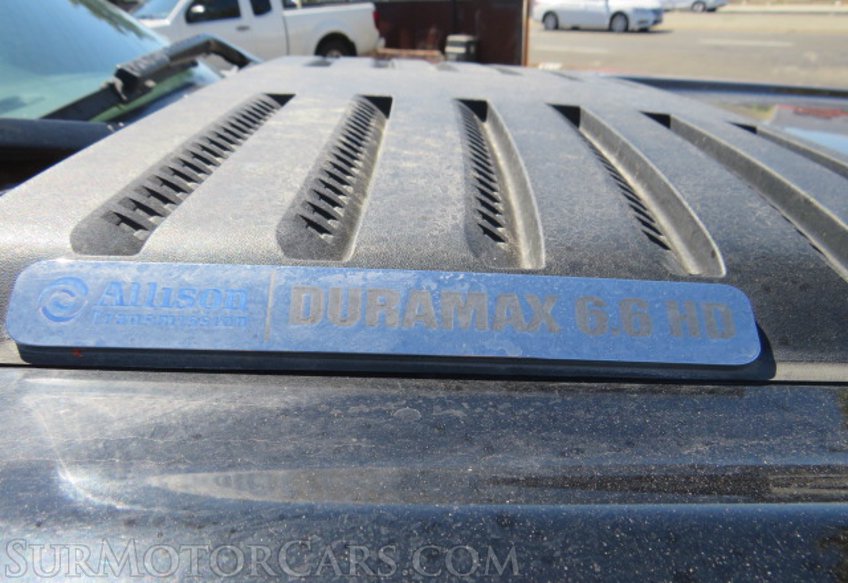 Allison
Transmission
DURAMAX 6.6 HD
SurMotorCars.com